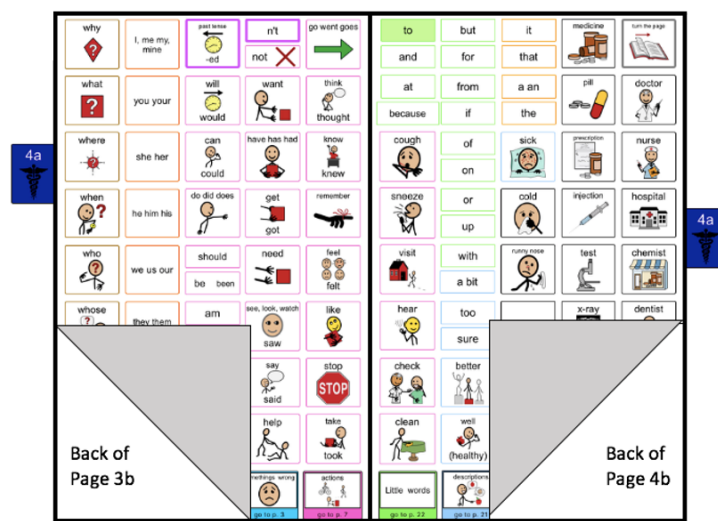 why
I, me my,
mine
past tense
-ed
n't
not
go went goes
to
but
it
medicine
turn the page
and
for
that
what
you your
will
would
want
think
thought
at
from
a an
pill
doctor
because
if
the
4a
where
she her
can
could
have has had
know
knew
cough
of
on
sick
prescription
nurse
when
he him his
do did does
get
got
remember
sneeze
or
up
cold
injection
hospital
4a
who
we us our
should
be been
need
feel
felt
visit
with
a bit
runny nose
test
chemist
whose
they them
am
see, look, watch
saw
like
hear
too
sure
x-ray
dentist
say
said
stop
STOP
check
better
help
take
took
clean
well
(healthy)
Back of
Page 3b
Back of
Page 4b
methings wrong
go to p. 3
actions
go to p. 7
Little words
go to p. 22
descriptions
go to p. 21